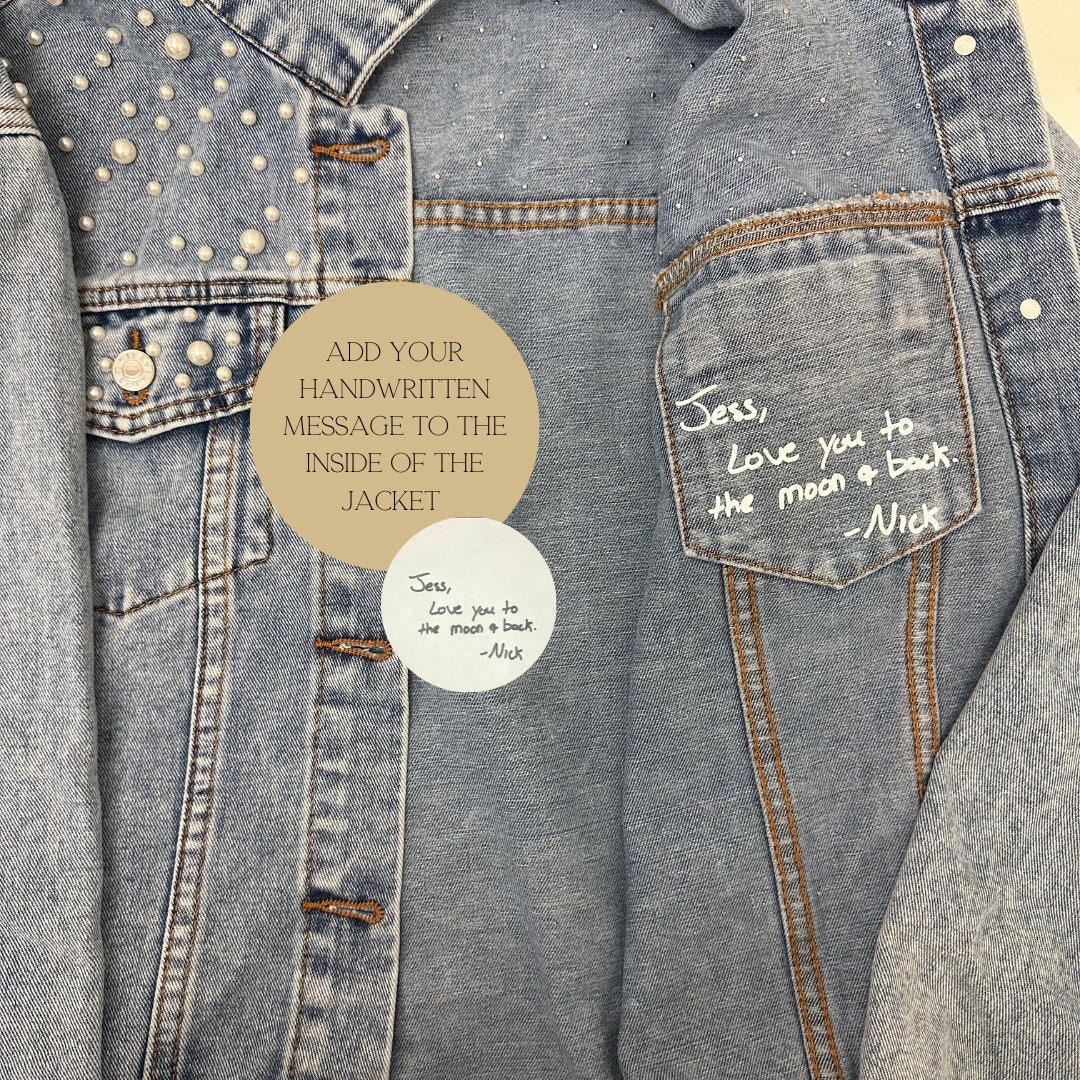 ADD YOUR
HANDWRITTEN
MESSAGE TO THE
INSIDE OF THE
JACKET
Jess,
Love you to
the moon & back.
-Nick
Jess,
Love you to
the moon & back.
-Nick